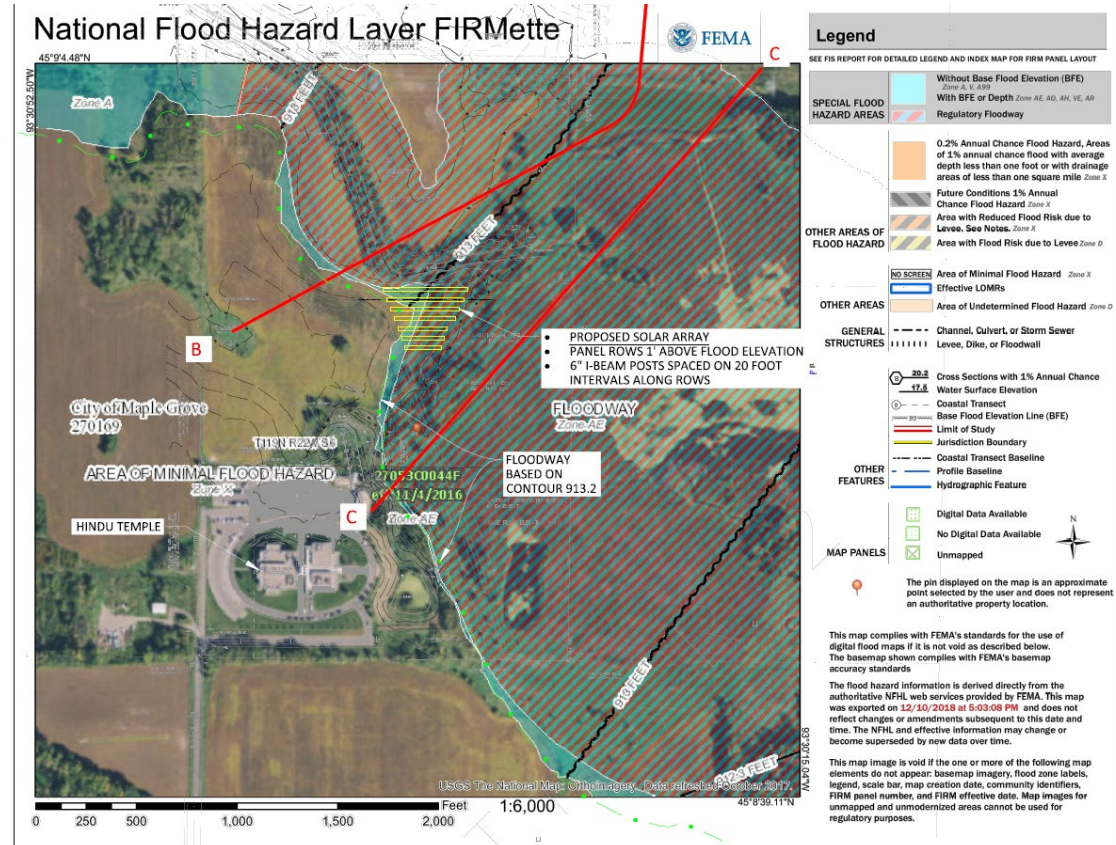 National Flood Hazard Layer FIRMette
FEMA
45°9'4.48"N
93°30'52.50"W
Zone A
913 FEET
C
913 FEET
B
PROPOSED SOLAR ARRAY
PANEL ROWS 1' ABOVE FLOOD ELEVATION
6" I-BEAM POSTS SPACED ON 20 FOOT
INTERVALS ALONG ROWS
City of Maple Grove
270169
FLOODWAY
Zone AE
AREA OF MINIMAL FLOOD HAZARD
Zone X
27053C0044F
eff. 11/4/2016
FLOODWAY
BASED ON
CONTOUR 913.2
C
Zone AE
HINDU TEMPLE
913 FEET
912.3 FEET
93°30'15.04"W
USGS The National Map: Orthoimagery. Data refreshed October 2017.
45°8'39.11"N
Feet
1:6,000
0 250 500 1,000 1,500 2,000
Legend
SEE FIS REPORT FOR DETAILED LEGEND AND INDEX MAP FOR FIRM PANEL LAYOUT
SPECIAL FLOOD
HAZARD AREAS
Without Base Flood Elevation (BFE)
Zone A, V, A99
With BFE or Depth Zone AE, AO, AH, VE, AR
Regulatory Floodway
0.2% Annual Chance Flood Hazard, Areas
of 1% annual chance flood with average
depth less than one foot or with drainage
areas of less than one square mile Zone X
Future Conditions 1% Annual
Chance Flood Hazard Zone X
Area with Reduced Flood Risk due to
Levee. See Notes. Zone X
Area with Flood Risk due to Levee Zone D
OTHER AREAS OF
FLOOD HAZARD
NO SCREEN Area of Minimal Flood Hazard Zone X
Effective LOMRs
OTHER AREAS
Area of Undetermined Flood Hazard Zone D
GENERAL
STRUCTURES
Channel, Culvert, or Storm Sewer
Levee, Dike, or Floodwall
20.2 Cross Sections with 1% Annual Chance
17.5 Water Surface Elevation
Coastal Transect
Base Flood Elevation Line (BFE)
Limit of Study
Jurisdiction Boundary
Coastal Transect Baseline
OTHER
FEATURES
Profile Baseline
Hydrographic Feature
Digital Data Available
No Digital Data Available
MAP PANELS
Unmapped
N
The pin displayed on the map is an approximate
point selected by the user and does not represent
an authoritative property location.
This map complies with FEMA's standards for the use of
digital flood maps if it is not void as described below.
The basemap shown complies with FEMA's basemap
accuracy standards
The flood hazard information is derived directly from the
authoritative NFHL web services provided by FEMA. This map
was exported on 12/10/2018 at 5:03:08 PM and does not
reflect changes or amendments subsequent to this date and
time. The NFHL and effective information may change or
become superseded by new data over time.
This map image is void if the one or more of the following map
elements do not appear: basemap imagery, flood zone labels,
legend, scale bar, map creation date, community identifiers,
FIRM panel number, and FIRM effective date. Map images for
unmapped and unmodernized areas cannot be used for
regulatory purposes.